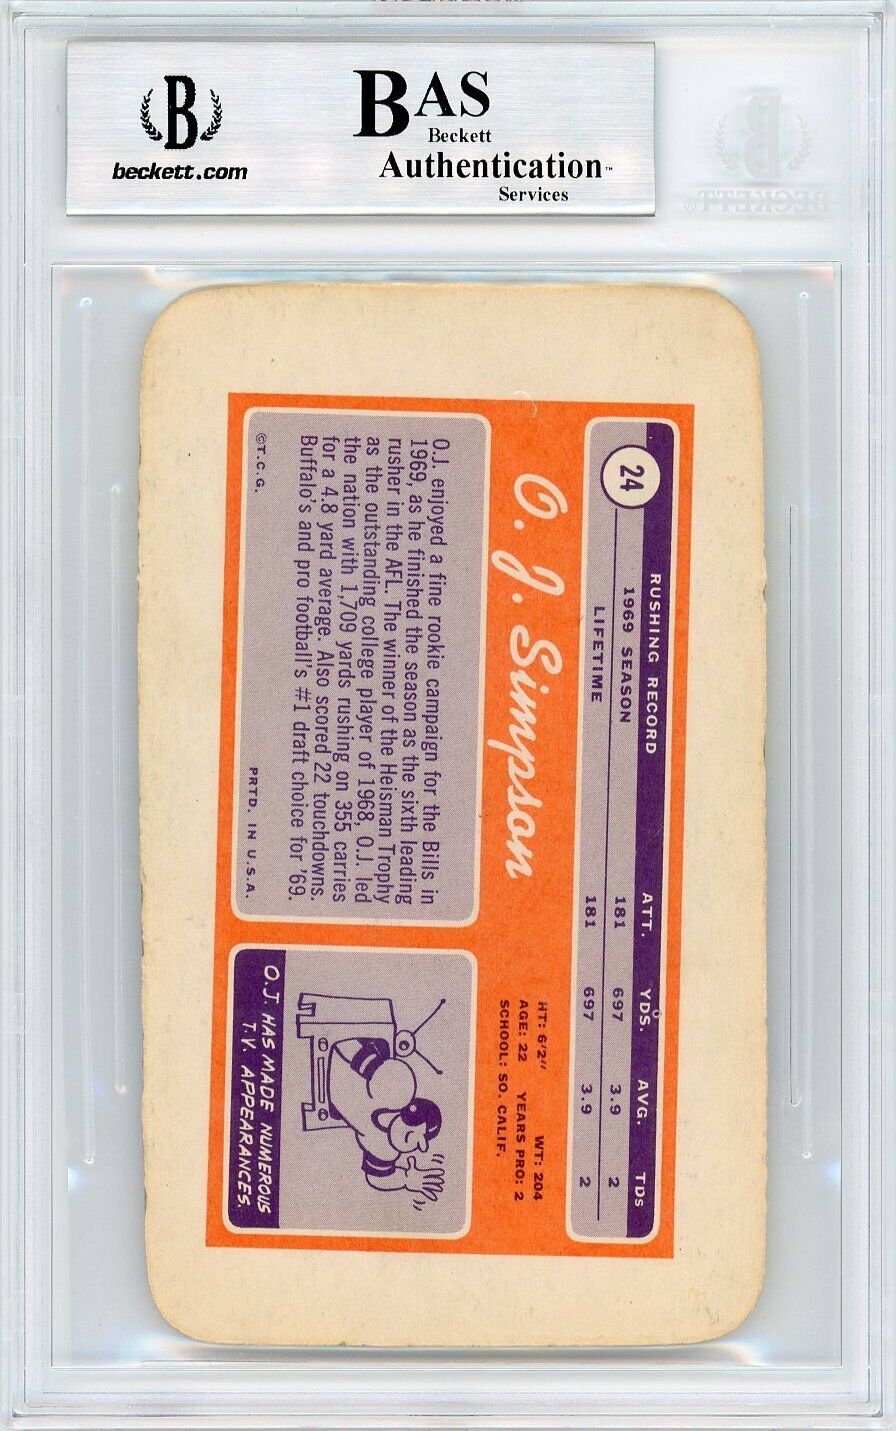 B
beckett.com
BAS
Beckett
Authentication™
Services
B
BECKETT
24
RUSHING RECORD ATT. YDS. AVG. TDs
1969 SEASON 181 697 3.9 2
LIFETIME 181 697 3.9 2
O. J. Simpson
HT: 6'2" WT: 204
AGE: 22 YEARS PRO: 2
SCHOOL: SO. CALIF.
O.J. enjoyed a fine rookie campaign for the Bills in
1969, as he finished the season as the sixth leading
rusher in the AFL. The winner of the Heisman Trophy
as the outstanding college player of 1968, O.J. led
the nation with 1,709 yards rushing on 355 carries
for a 4.8 yard average. Also scored 22 touchdowns.
Buffalo's and pro football's #1 draft choice for '69.
©T.C.G. PRTD. IN U.S.A.
O.J. HAS MADE NUMEROUS
T.V. APPEARANCES.